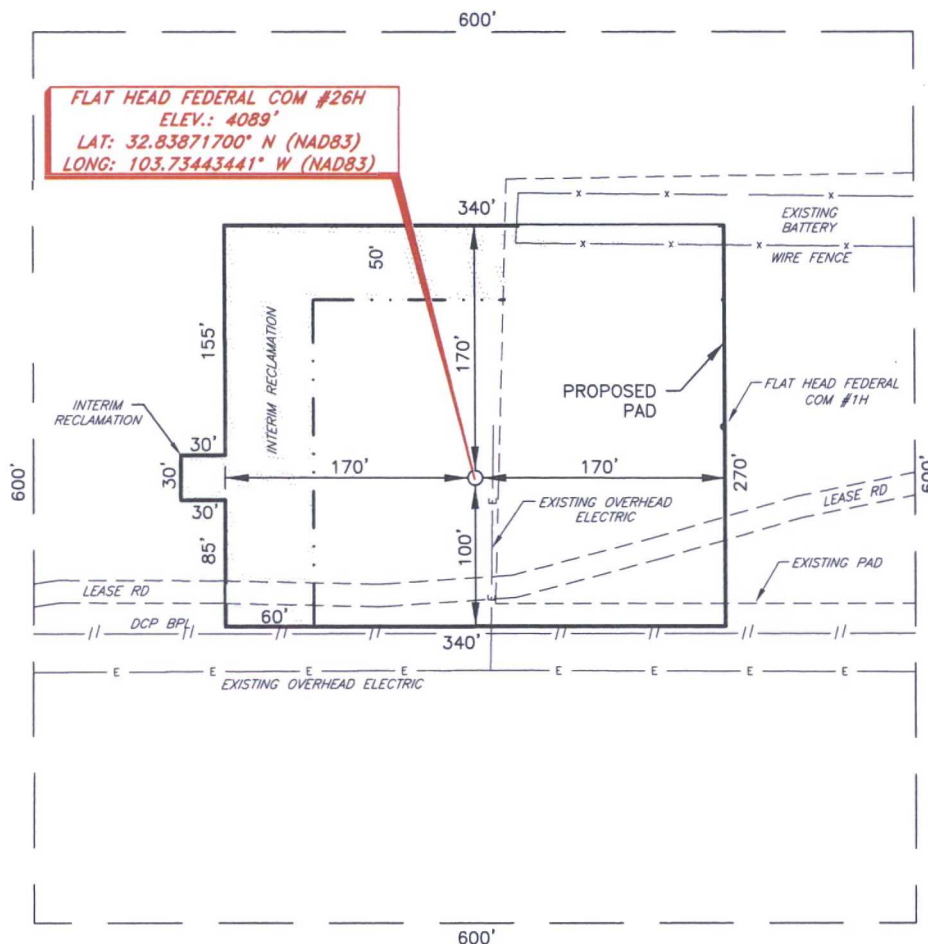 600'
FLAT HEAD FEDERAL COM #26H
ELEV.: 4089'
LAT: 32.83871700° N (NAD83)
LONG: 103.73443441° W (NAD83)
340'
x x x
EXISTING
BATTERY
x x x x
WIRE FENCE
50'
155'
INTERIM RECLAMATION
170'
PROPOSED
PAD
FLAT HEAD FEDERAL
COM #1H
INTERIM
RECLAMATION
30'
30'
30'
170'
170'
270'
600'
600'
E
EXISTING OVERHEAD
ELECTRIC
LEASE RD
85'
100'
EXISTING PAD
LEASE RD
E
60'
DCP BPL
340'
E E E E E E E E
EXISTING OVERHEAD ELECTRIC
600'